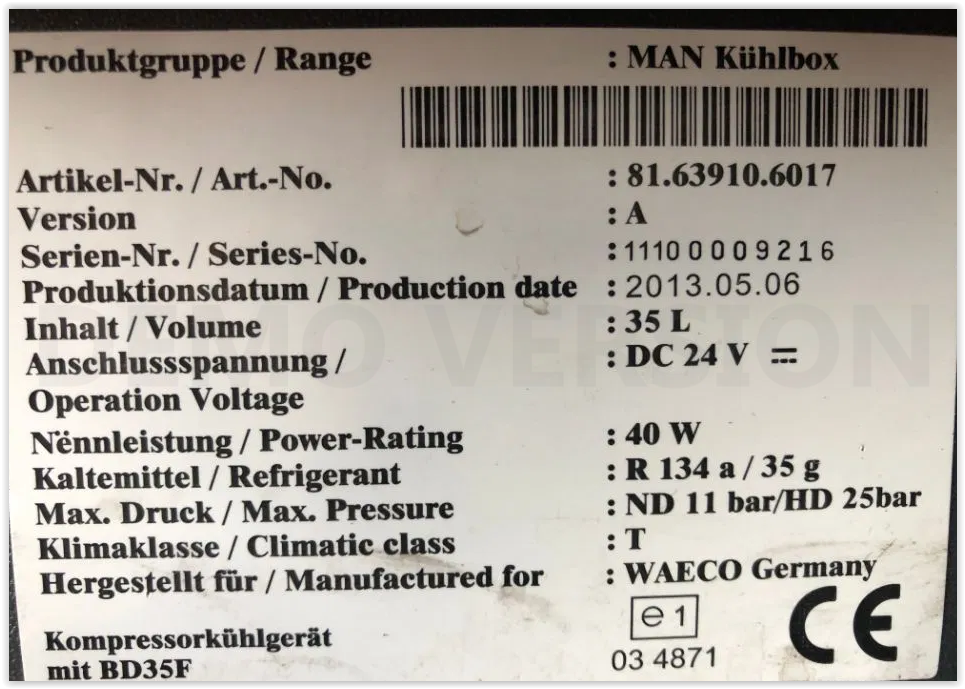 Produktgruppe / Range : MAN Kühlbox
Artikel-Nr. / Art.-No. : 81.63910.6017
Version : A
Serien-Nr. / Series-No. : 11100009216
Produktionsdatum / Production date : 2013.05.06
Inhalt / Volume : 35 L
Anschlussspannung / : DC 24 V ⎓
Operation Voltage
Nënnleistung / Power-Rating : 40 W
Kaltemittel / Refrigerant : R 134 a / 35 g
Max. Druck / Max. Pressure : ND 11 bar/HD 25bar
Klimaklasse / Climatic class : T
Hergestellt für / Manufactured for : WAECO Germany
Kompressorkühlgerät
mit BD35F
e1
03 4871
CE
DEMO VERSION